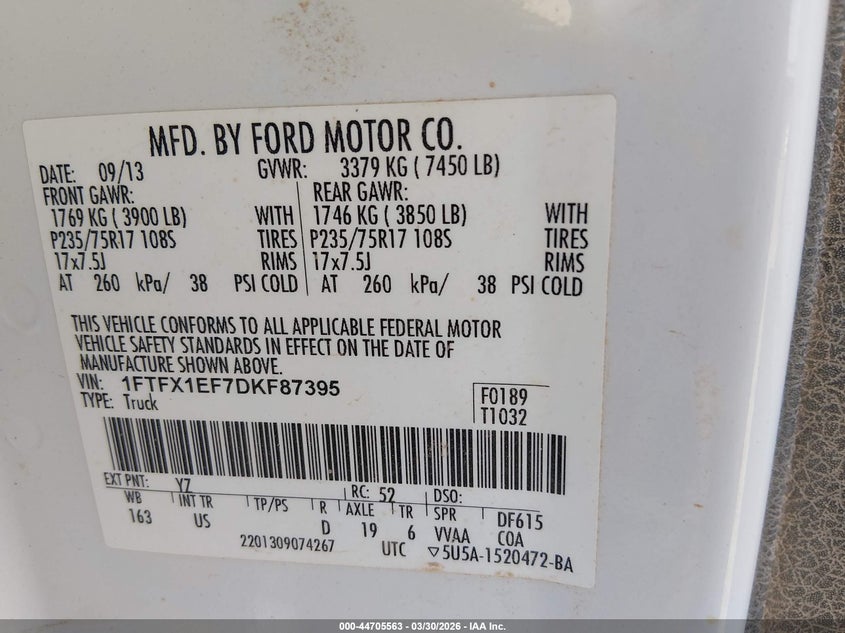 MFD. BY FORD MOTOR CO.
DATE: 09/13 GVWR: 3379 KG ( 7450 LB)
FRONT GAWR: REAR GAWR:
1769 KG ( 3900 LB) WITH 1746 KG ( 3850 LB) WITH
P235/75R17 108S TIRES P235/75R17 108S TIRES
17x7.5J RIMS 17x7.5J RIMS
AT 260 kPa/ 38 PSI COLD AT 260 kPa/ 38 PSI COLD
THIS VEHICLE CONFORMS TO ALL APPLICABLE FEDERAL MOTOR
VEHICLE SAFETY STANDARDS IN EFFECT ON THE DATE OF
MANUFACTURE SHOWN ABOVE.
VIN: 1FTFX1EF7DKF87395
TYPE: Truck
F0189
T1032
EXT PNT: YZ RC: 52 DSO:
WB INT TR TP/PS R AXLE TR SPR DF615
163 US D 19 6 VVAA COA
2201309074267 UTC ▽5U5A-1520472-BA
000-44705563 — 03/30/2026 — IAA Inc.